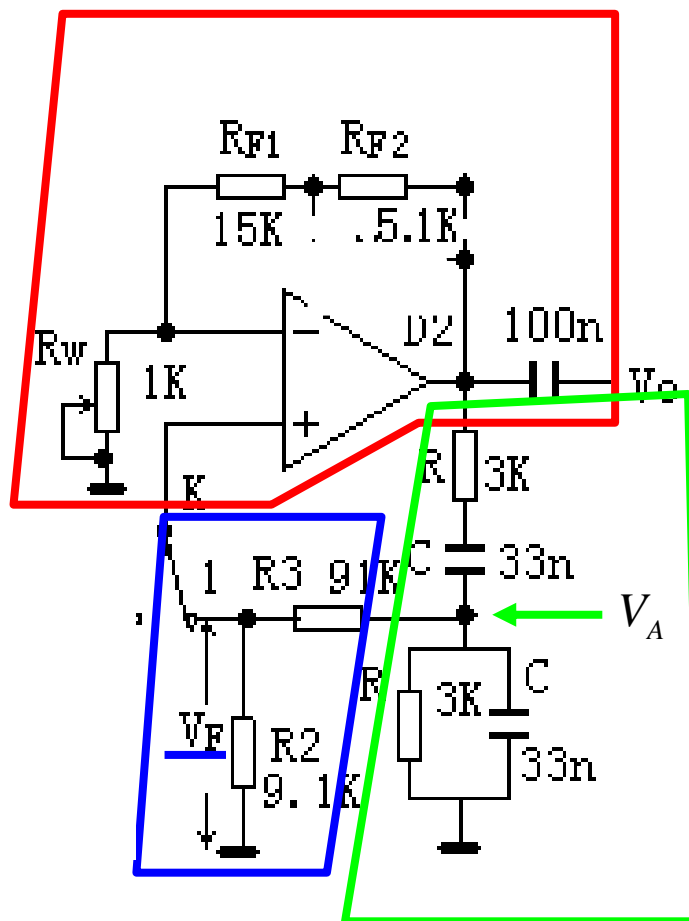 RF1 RF2
15K 5.1K
D2 100n
Rw 1K
Vo
R 3K
K
C 33n
1 R3 91K
VA
R 3K C
VF R2
33n
9.1K